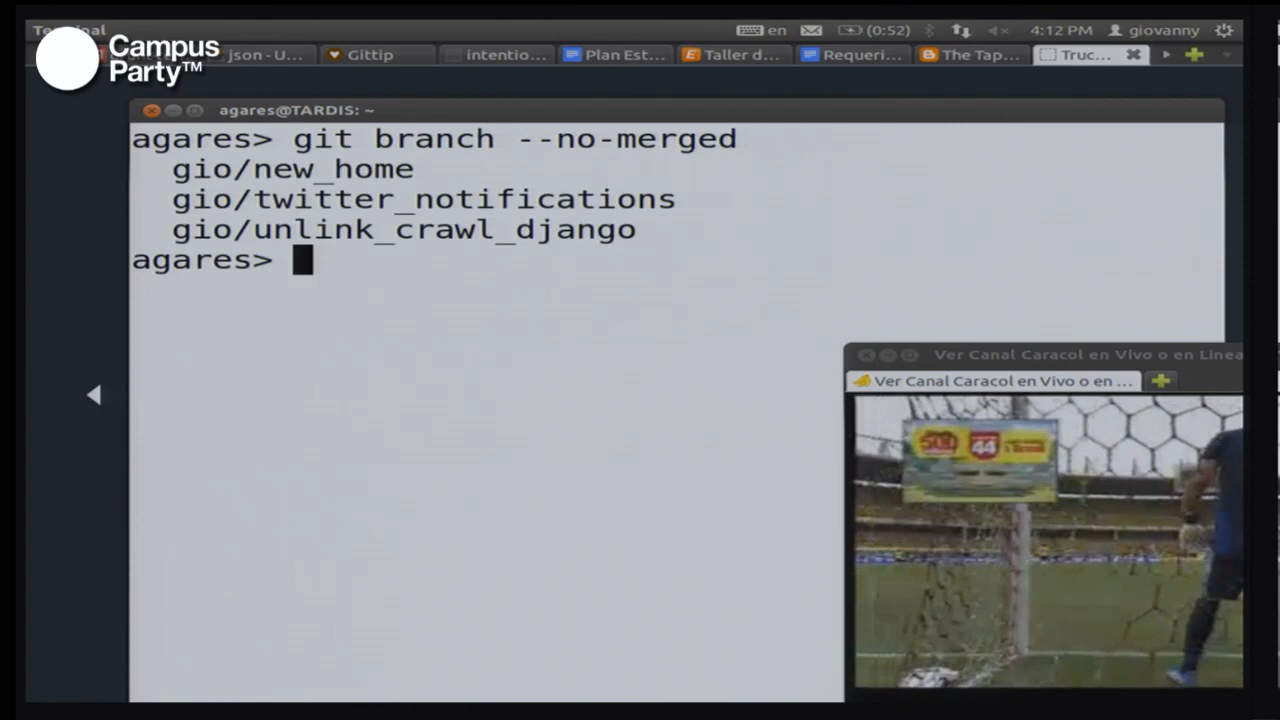 Terminal
en
(0:52)
4:12 PM
giovanny
Campus
Party™
json - U...
Gittip
intentio...
Plan Est...
Taller d...
Requeri...
The Tap...
Truc...
agares@TARDIS: ~
agares> git branch --no-merged
gio/new_home
gio/twitter_notifications
gio/unlink_crawl_django
agares>
Ver Canal Caracol en Vivo o en Linea
Ver Canal Caracol en Vivo o en ...
44